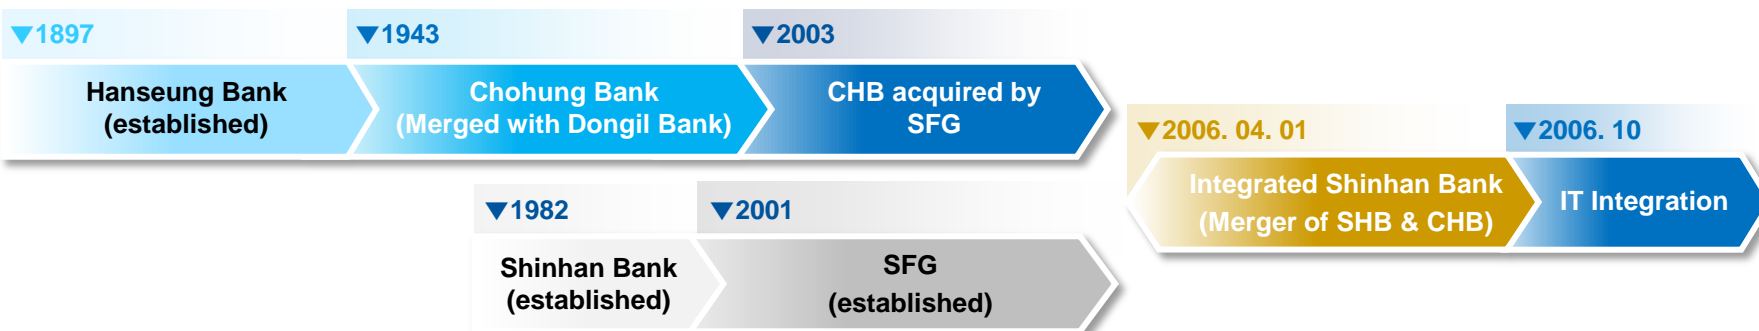 ▼1897
Hanseung Bank
(established)
▼1943
Chohung Bank
(Merged with Dongil Bank)
▼2003
CHB acquired by
SFG
▼1982
Shinhan Bank
(established)
▼2001
SFG
(established)
▼2006. 04. 01
Integrated Shinhan Bank
(Merger of SHB & CHB)
▼2006. 10
IT Integration